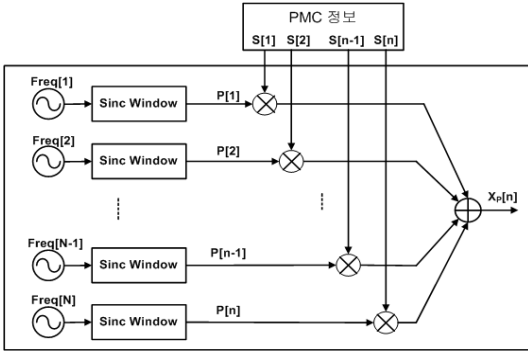 PMC 정보
S[1] S[2] S[n-1] S[n]
Freq[1]
Sinc Window
P[1]
Freq[2]
Sinc Window
P[2]
X_P[n]
Freq[N-1]
Sinc Window
P[n-1]
Freq[N]
Sinc Window
P[n]